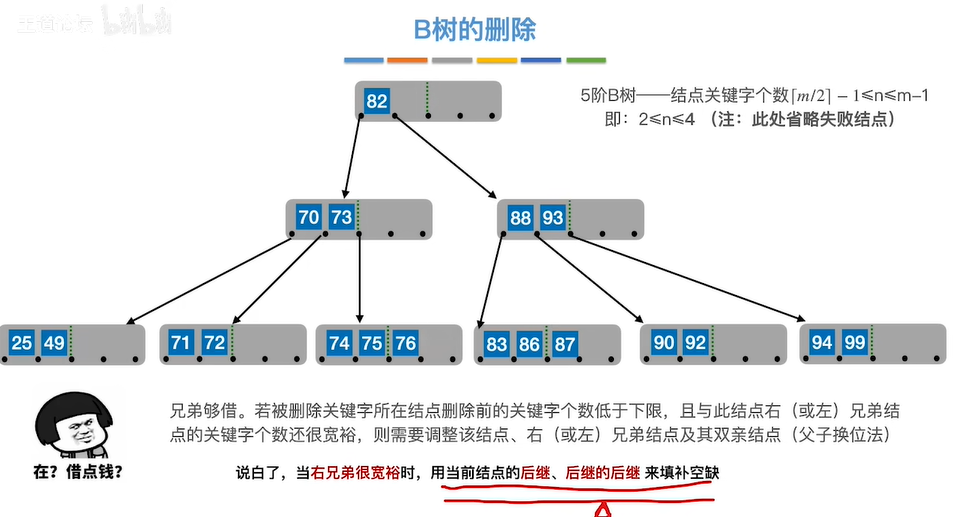 王道论坛 bilibili
B树的删除
82
5阶B树——结点关键字个数⌈m/2⌉ − 1≤n≤m–1
即：2≤n≤4 （注：此处省略失败结点）
70 73
88 93
25 49
71 72
74 75 76
83 86 87
90 92
94 99
兄弟够借。若被删除关键字所在结点删除前的关键字个数低于下限，且与此结点右（或左）兄弟结
点的关键字个数还很宽裕，则需要调整该结点、右（或左）兄弟结点及其双亲结点（父子换位法）
在？借点钱？
说白了，当右兄弟很宽裕时，用当前结点的后继、后继的后继 来填补空缺